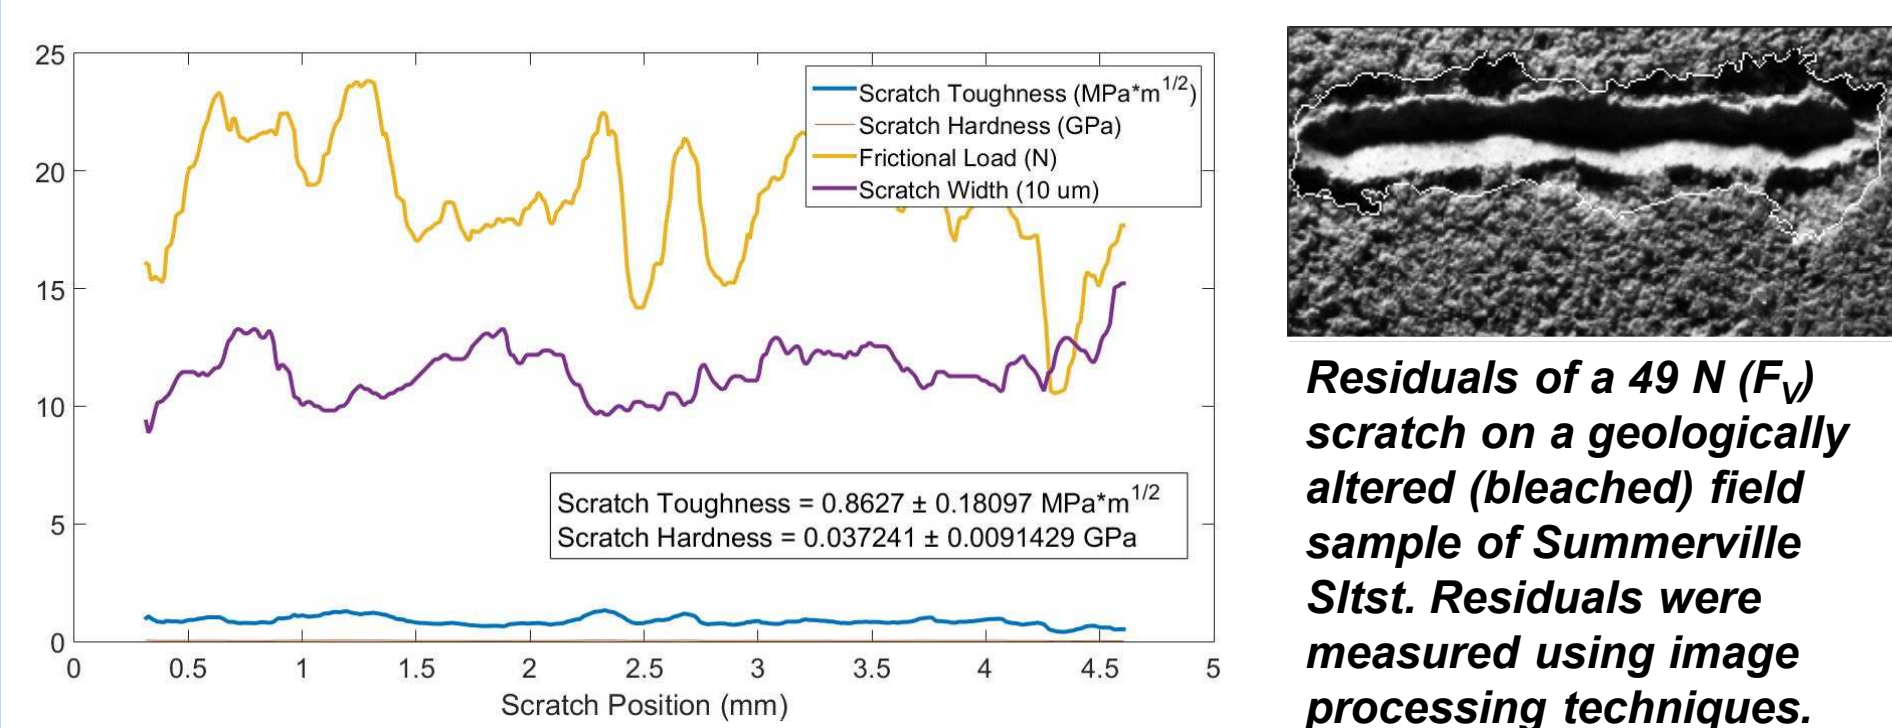 25
20
15
10
5
0
0 0.5 1 1.5 2 2.5 3 3.5 4 4.5 5
Scratch Position (mm)
Scratch Toughness (MPa*m^1/2)
Scratch Hardness (GPa)
Frictional Load (N)
Scratch Width (10 um)
Scratch Toughness = 0.8627 ± 0.18097 MPa*m^1/2
Scratch Hardness = 0.037241 ± 0.0091429 GPa
Residuals of a 49 N (F_V)
scratch on a geologically
altered (bleached) field
sample of Summerville
Sltst. Residuals were
measured using image
processing techniques.